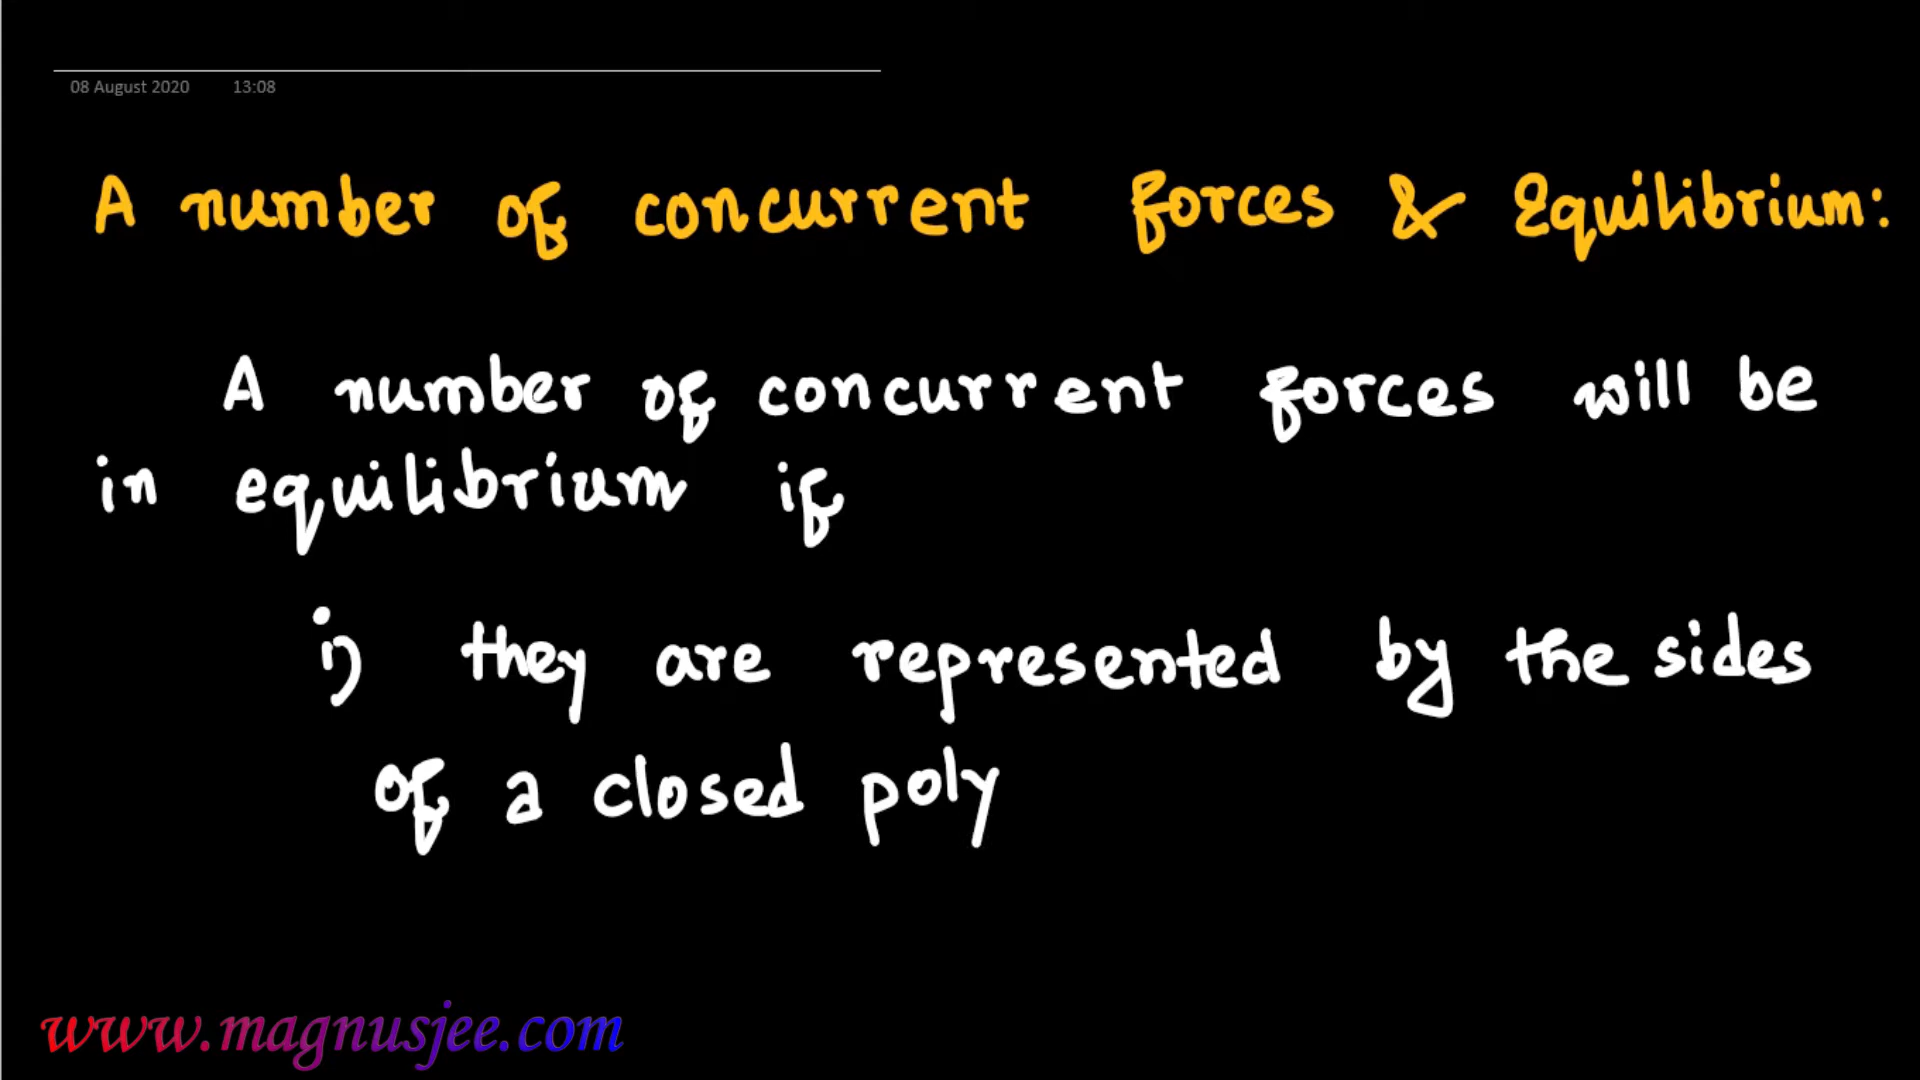 08 August 2020 13:08
A number of concurrent forces & Equilibrium:
A number of concurrent forces will be
in equilibrium if
i) they are represented by the sides
of a closed poly
www.magnusjee.com